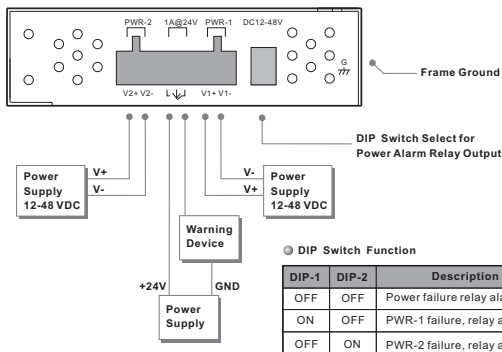 PWR-2 1A@24V PWR-1 DC12-48V
G
V2+ V2- V1+ V1-
Frame Ground
DIP Switch Select for
Power Alarm Relay Output
V+
V-
Power
Supply
12-48 VDC
V-
V+
Power
Supply
12-48 VDC
Warning
Device
+24V
GND
Power
Supply
DIP Switch Function
DIP-1 DIP-2 Description
OFF OFF Power failure relay
ON OFF PWR-1 failure, relay
OFF ON PWR-2 failure, relay